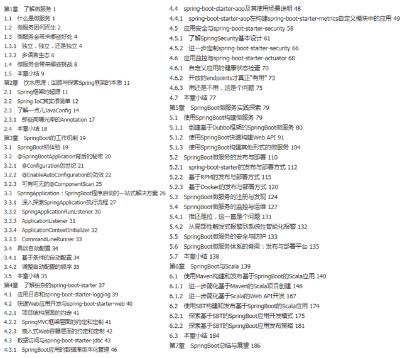 第1章　了解微服务 1
1.1 什么是微服务 1
1.2 微服务因何而生 2
1.3 微服务会带来哪些好处 4
1.3.1 独立，独立，还是独立 4
1.3.2 多语言生态 6
1.4 微服务会带来哪些挑战 8
1.5 本章小结 9
第2章　饮水思源：回顾与探索Spring框架的本质 11
2.1 Spring框架的起源 11
2.2 Spring IoC其实很简单 12
2.3 了解一点儿JavaConfig 14
2.3.1 那些高曝光率的Annotation 17
2.4 本章小结 18
第3章　SpringBoot的工作机制 19
3.1 SpringBoot初体验 19
3.2 @SpringBootApplication背后的秘密 20
3.2.1 @Configuration创世纪 21
3.2.2 @EnableAutoConfiguration的功效 22
3.2.3 可有可无的@ComponentScan 25
3.3 SpringApplication：SpringBoot程序启动的一站式解决方案 26
3.3.1 深入探索SpringApplication执行流程 27
3.3.2 SpringApplicationRunListener 30
3.3.3 ApplicationListener 31
3.3.4 ApplicationContextInitializer 32
3.3.5 CommandLineRunner 33
3.4 再谈自动配置 34
3.4.1 基于条件的自动配置 34
3.4.2 调整自动配置的顺序 35
3.5 本章小结 35
第4章　了解纷杂的spring-boot-starter 37
4.1 应用日志和spring-boot-starter-logging 39
4.2 快速Web应用开发与spring-boot-starter-web 40
4.2.1 项目结构层面的约定 41
4.2.2 SpringMVC框架层面的约定和定制 41
4.2.3 嵌入式Web容器层面的约定和定制 42
4.3 数据访问与spring-boot-starter-jdbc 43
4.3.1 SpringBoot应用的数据库版本化管理 46
4.4 spring-boot-starter-aop及其使用场景说明 48
4.4.1 spring-boot-starter-aop在构建spring-boot-starter-metrics自定义模块中的应用 49
4.5 应用安全与spring-boot-starter-security 58
4.5.1 了解SpringSecurity基本设计 61
4.5.2 进一步定制spring-boot-starter-security 66
4.6 应用监控与spring-boot-starter-actuator 68
4.6.1 自定义应用的健康状态检查 70
4.6.2 开放的endpoints才真正“有用” 73
4.6.3 用还是不用，这是个问题 75
4.7 本章小结 77
第5章　SpringBoot微服务实践探索 79
5.1 使用SpringBoot构建微服务 79
5.1.1 创建基于Dubbo框架的SpringBoot微服务 80
5.1.2 使用SpringBoot快速构建Web API 91
5.1.3 使用SpringBoot构建其他形式的微服务 104
5.2 SpringBoot微服务的发布与部署 110
5.2.1 spring-boot-starter的发布与部署方式 112
5.2.2 基于RPM的发布与部署方式 115
5.2.3 基于Docker的发布与部署方式 120
5.3 SpringBoot微服务的注册与发现 124
5.4 SpringBoot微服务的监控与运维 127
5.4.1 推还是拉，这一直是个问题 131
5.4.2 从局部性触发式报警到系统性智能化报警 132
5.5 SpringBoot微服务的安全与防护 133
5.6 SpringBoot微服务体系的脊梁：发布与部署平台 135
5.7 本章小结 138
第6章　SpringBoot与Scala 139
6.1 使用Maven构建和发布基于SpringBoot的Scala应用 140
6.1.1 进一步简化基于Maven的Scala项目创建 146
6.1.2 进一步简化基于Scala的Web API开发 167
6.2 使用SBT构建和发布基于SpringBoot的Scala应用 174
6.2.1 探索基于SBT的SpringBoot应用开发模式 175
6.2.2 探索基于SBT的SpringBoot应用发布策略 181
6.3 本章小结 184
第7章　SpringBoot总结与展望 186